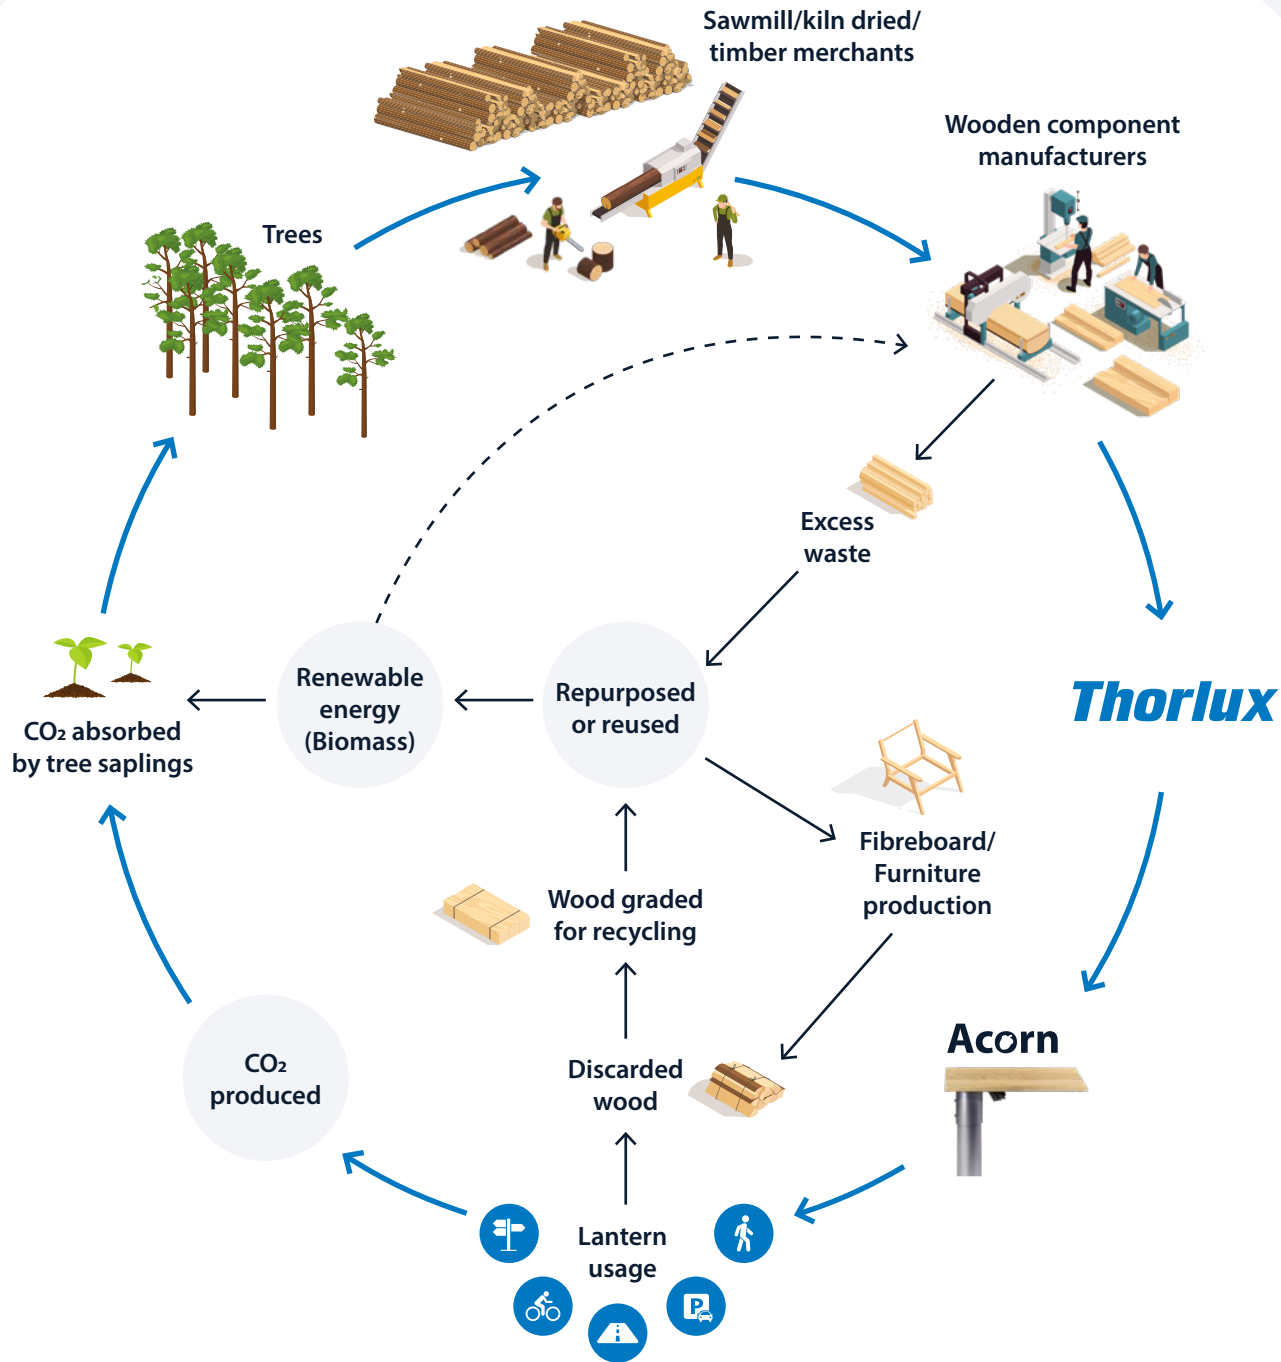 Sawmill/kiln dried/
timber merchants
Wooden component
manufacturers
Trees
Excess
waste
Renewable
energy
(Biomass)
Repurposed
or reused
CO₂ absorbed
by tree saplings
Thorlux
Fibreboard/
Furniture
production
Wood graded
for recycling
Acorn
CO₂
produced
Discarded
wood
Lantern
usage
P